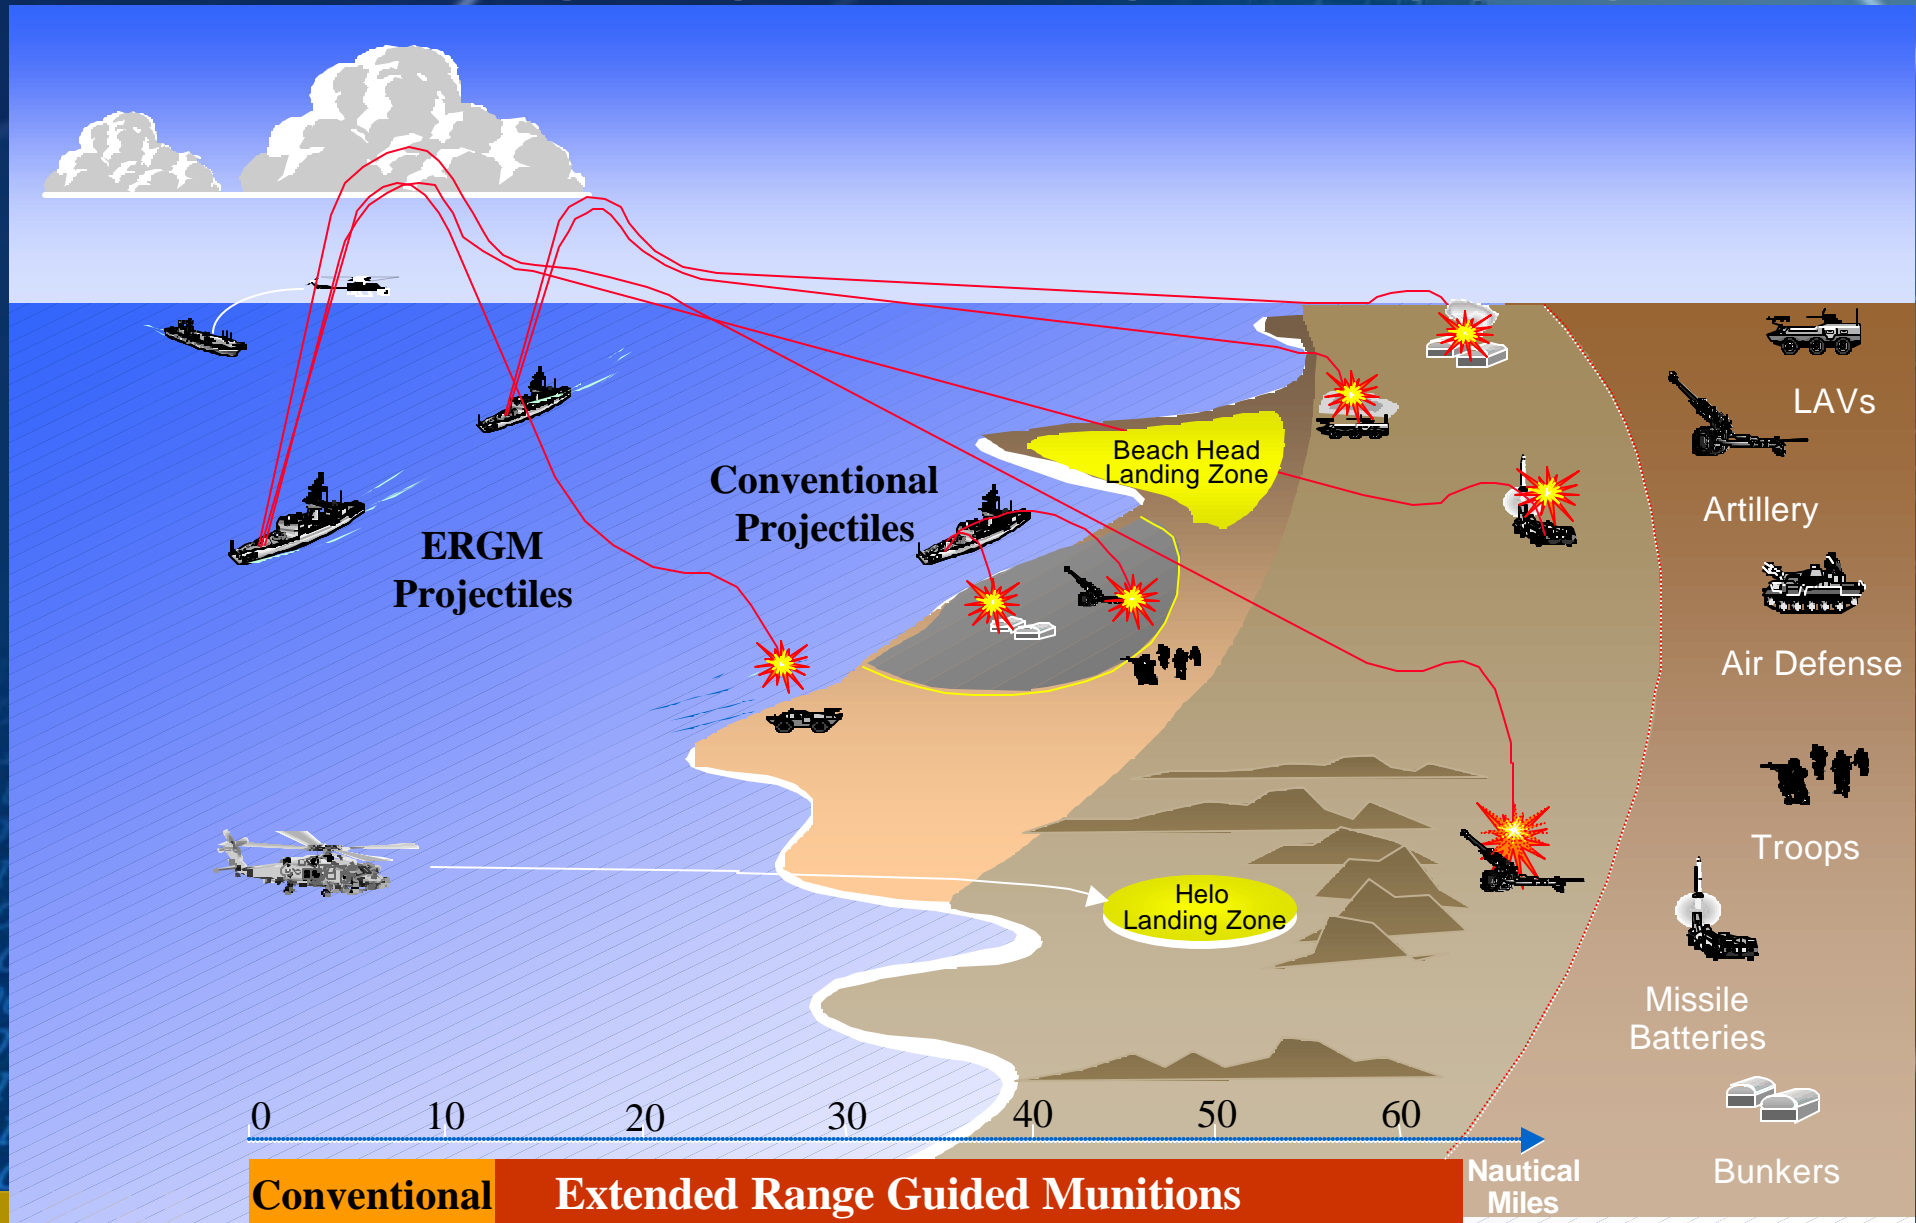 LAVs
Beach Head
Landing Zone
Conventional
Projectiles
Artillery
ERGM
Projectiles
Air Defense
Troops
Helo
Landing Zone
Missile
Batteries
0 10 20 30 40 50 60
Nautical
Miles
Bunkers
Conventional
Extended Range Guided Munitions